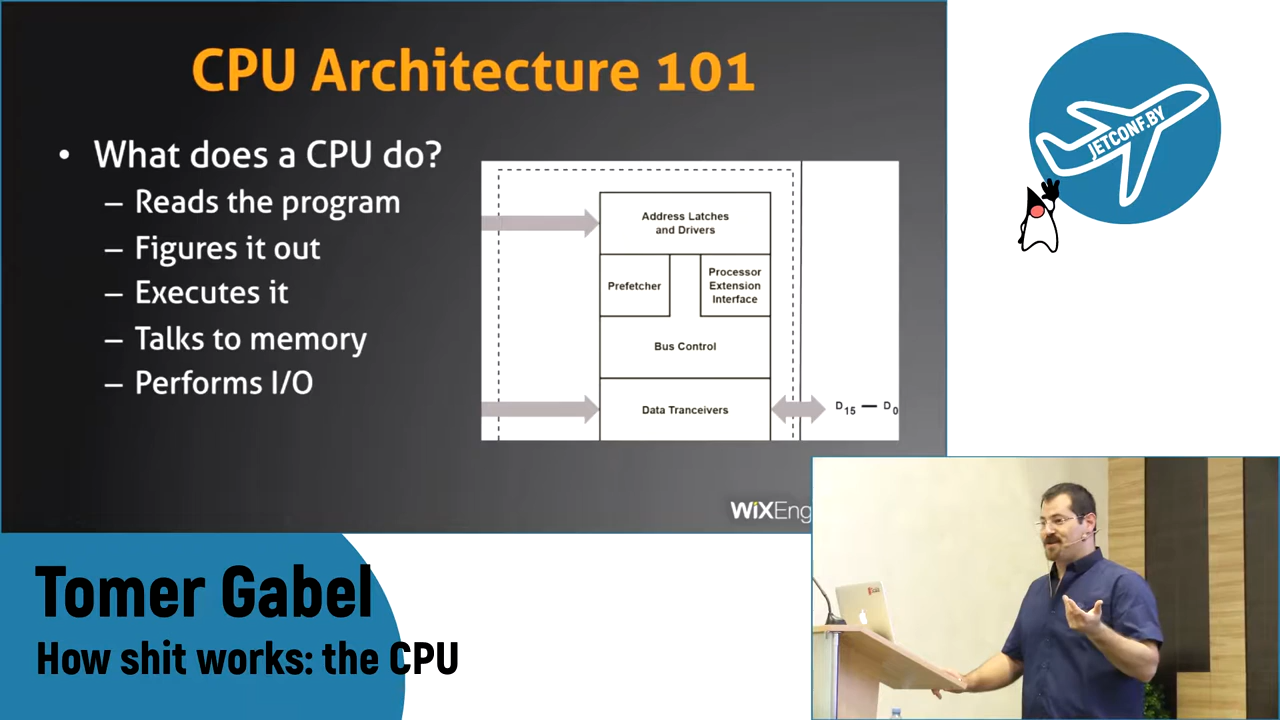 CPU Architecture 101
• What does a CPU do?
– Reads the program
– Figures it out
– Executes it
– Talks to memory
– Performs I/O
Address Latches
and Drivers
Prefetcher
Processor
Extension
Interface
Bus Control
Data Tranceivers
D15 — D0
WiXEng
JETCONF.BY
Tomer Gabel
How shit works: the CPU